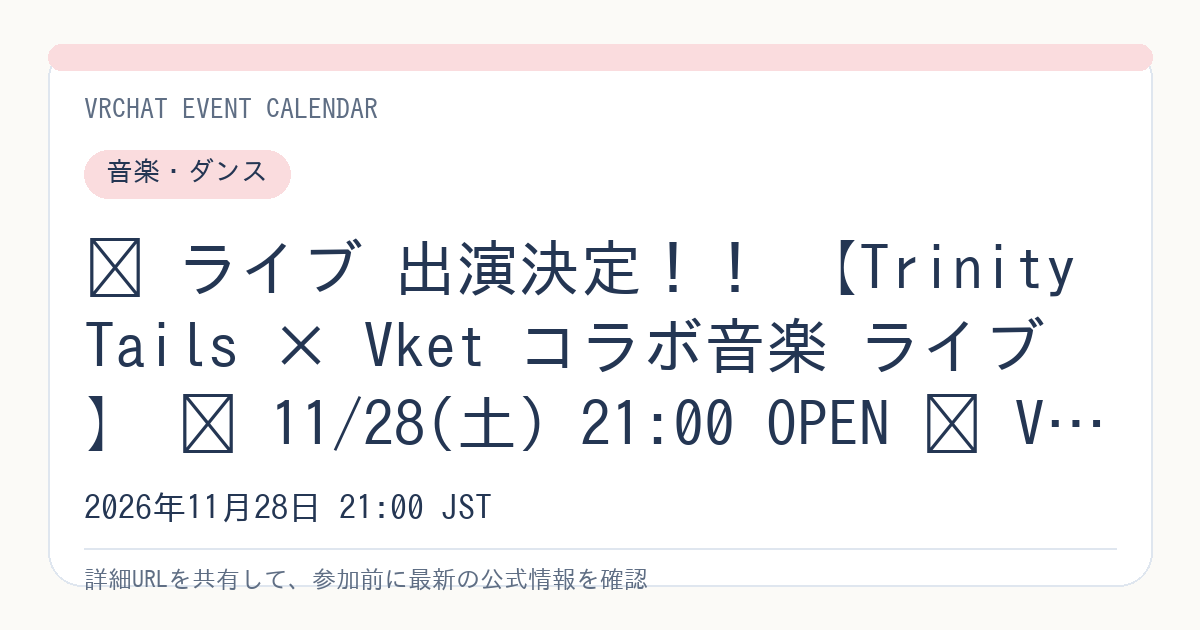 VRCHAT EVENT CALENDAR
音楽・ダンス
ライブ 出演決定！！ 【Trinity
Tails × Vket コラボ音楽 ライブ
】 11/28(土) 21:00 OPEN V…
2026年11月28日 21:00 JST
詳細URLを共有して、参加前に最新の公式情報を確認